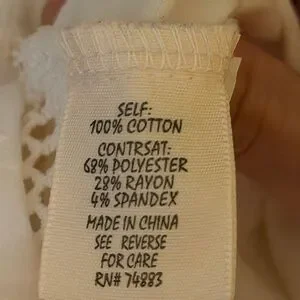 SELF:
100% COTTON
CONTRSAT:
68% POLYESTER
28% RAYON
4% SPANDEX
MADE IN CHINA
SEE REVERSE
FOR CARE
RN# 74883